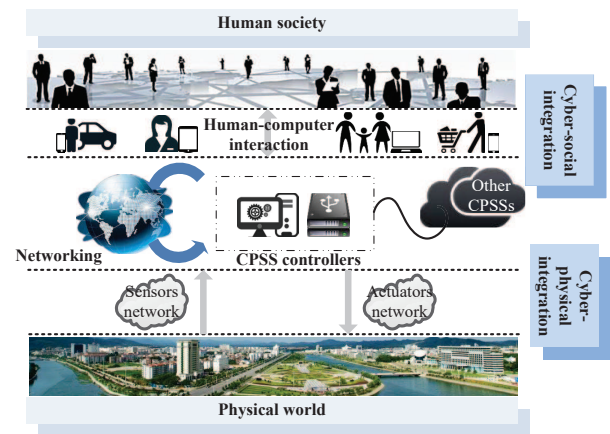 Human society
Human-computer
interaction
Cyber-social
integration
Other
CPSSs
Networking
CPSS controllers
Sensors
network
Actuators
network
Cyber-
physical
integration
Physical world